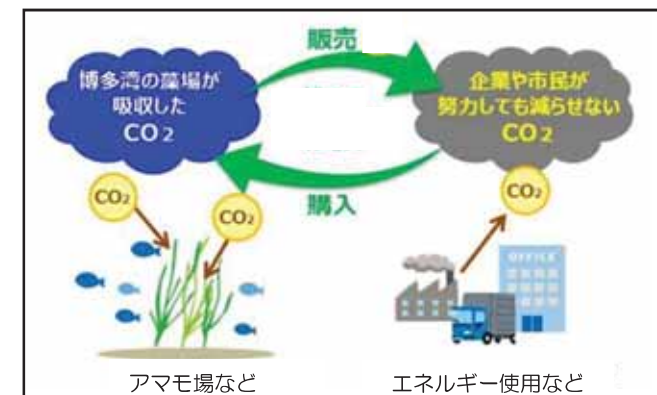 販売
博多湾の藻場が
吸収した
CO2
企業や市民が
努力しても減らせない
CO2
購入
CO2
CO2
CO2
OFFICE
アマモ場など
エネルギー使用など